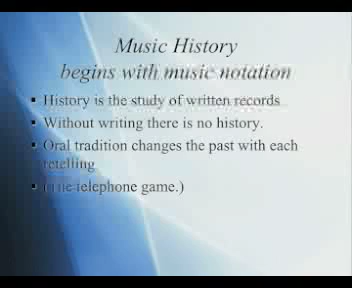 Music History
begins with music notation
History is the study of written records
Without writing there is no history.
Oral tradition changes the past with each
retelling
(The telephone game.)